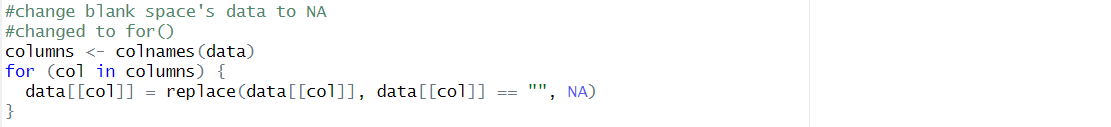 #change blank space's data to NA
#changed to for()
columns <- colnames(data)
for (col in columns) {
  data[[col]] = replace(data[[col]], data[[col]] == "", NA)
}